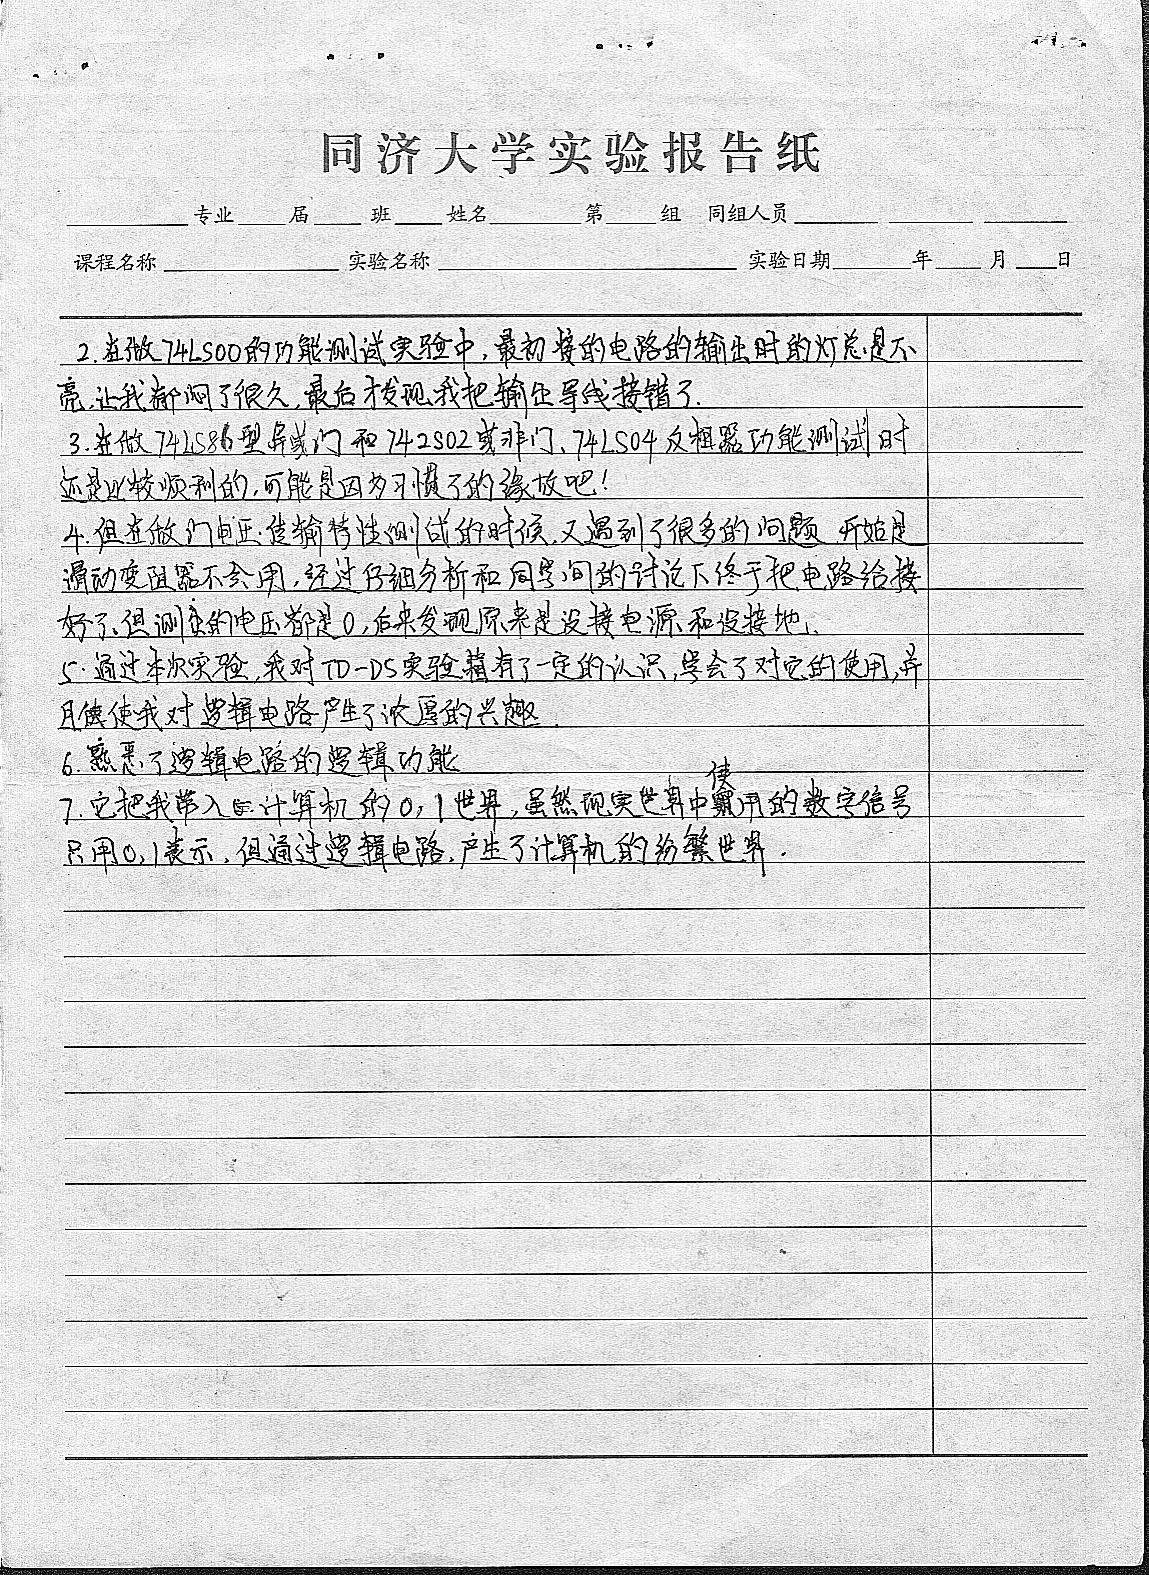 同济大学实验报告纸
专业 届 班 姓名 第 组 同组人员
课程名称 实验名称 实验日期 年 月 日
2.在做74LS00的功能测试实验中,最初接的电路的输出时的灯总是不
亮,让我郁闷了很久,最后才发现我把输出导线接错了.
3.在做74LS86型异或门和742S02或非门、74LS04反相器功能测试时
还是比较顺利的,可能是因为习惯了的缘故吧!
4.但在做门电压传输特性测试的时候,又遇到了很多的问题 开始是
滑动变阻器不会用,经过仔细分析和同学间的讨论下终于把电路给接
好了、但测出的电压都是0,后来发现原来是没接电源和没接地、
5.通过本次实验,我对TD-DS实验箱有了一定的认识,学会了对它的使用,并
且使我对逻辑电路产生了浓厚的兴趣.
6.熟悉了逻辑电路的逻辑功能
7.它把我带入计算机的0,1世界,虽然现实世界中使用的数字信号
只用0,1表示,但通过逻辑电路,产生了计算机的纷繁世界.